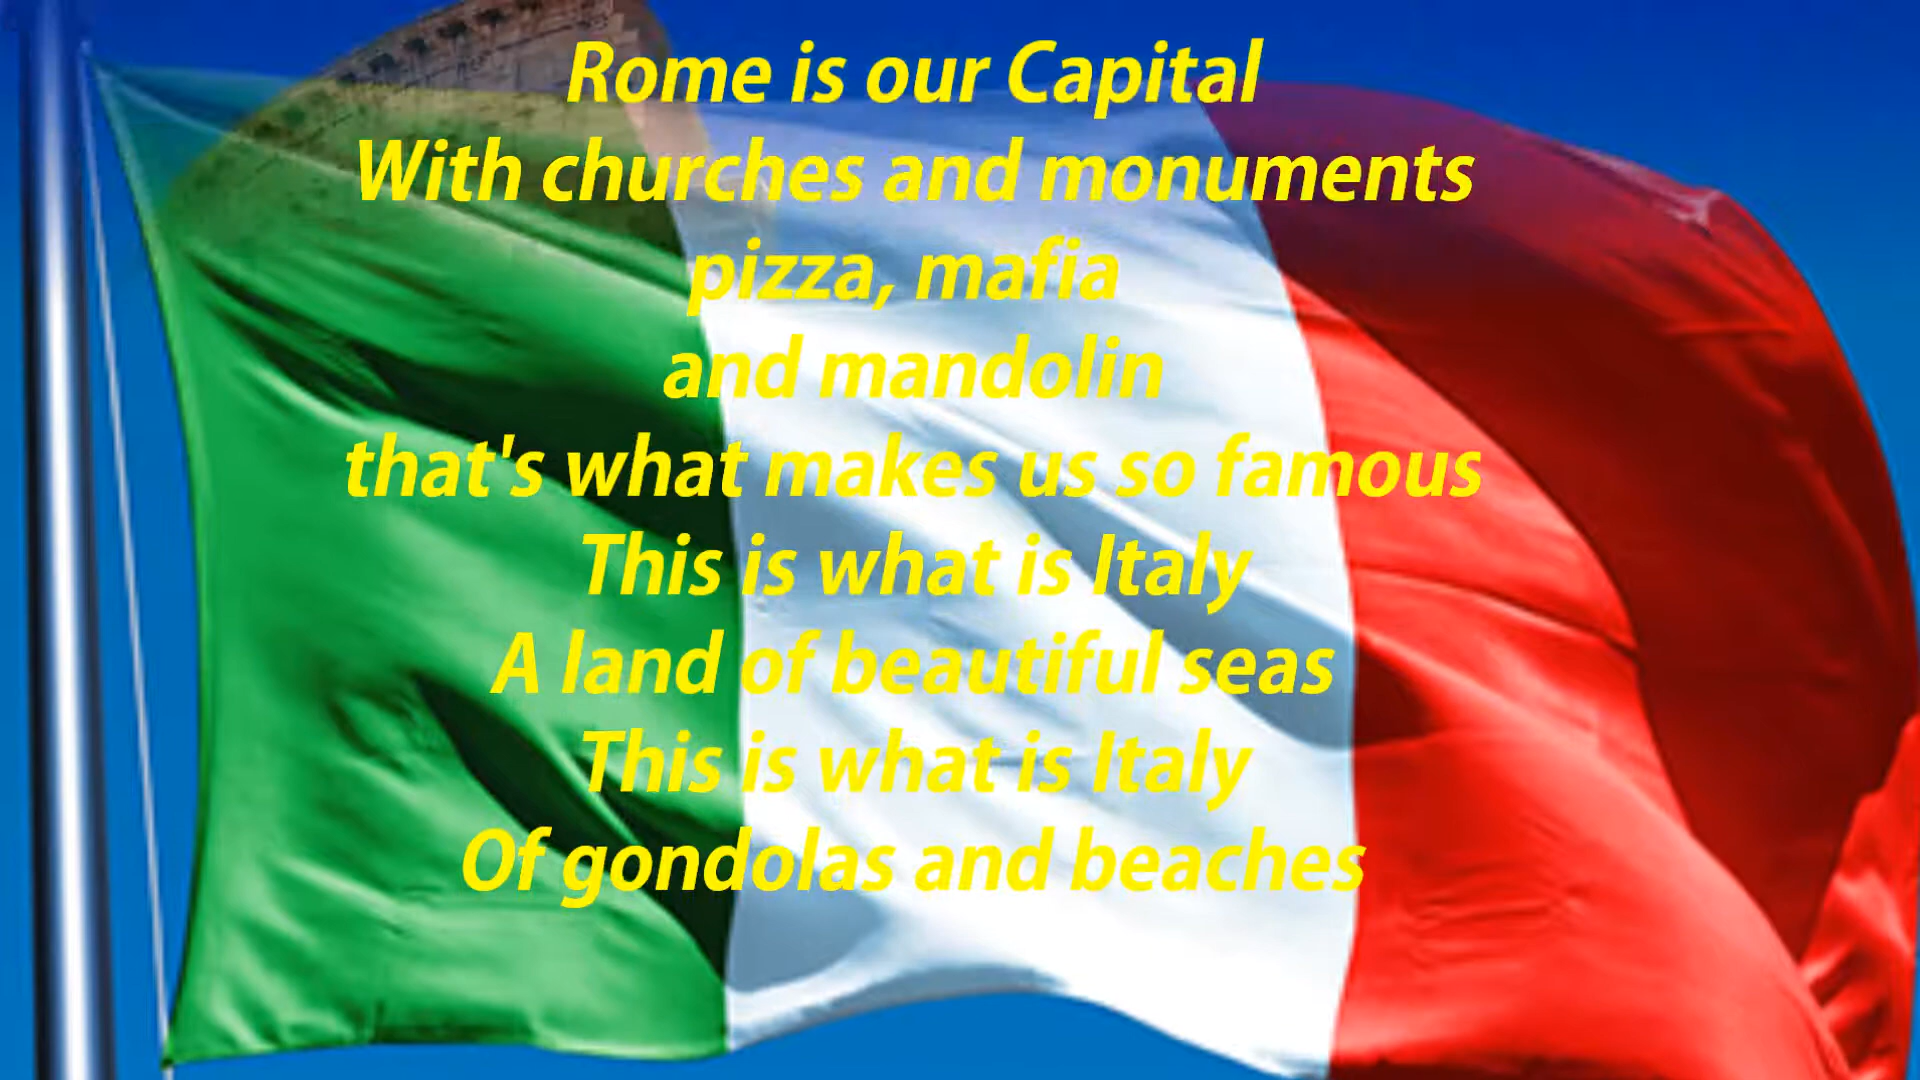 Rome is our Capital
With churches and monuments
pizza, mafia
and mandolin
that's what makes us so famous
This is what is Italy
A land of beautiful seas
This is what is Italy
Of gondolas and beaches